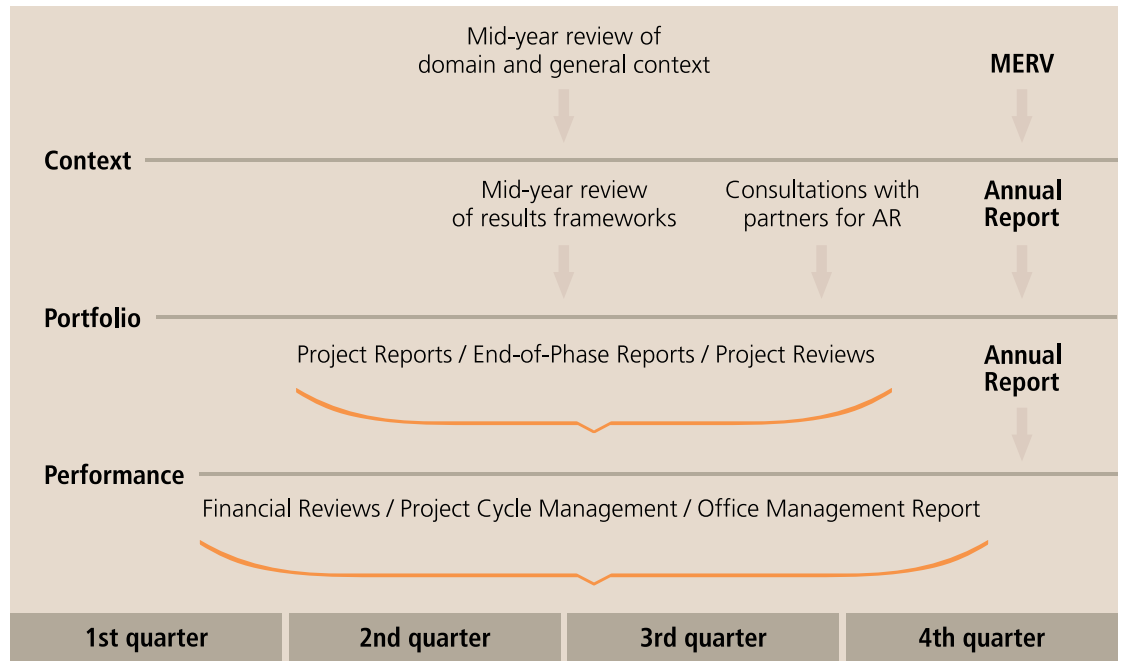 Mid-year review of
domain and general context
MERV
Context
Mid-year review
of results frameworks
Consultations with
partners for AR
Annual
Report
Portfolio
Project Reports / End-of-Phase Reports / Project Reviews
Annual
Report
Performance
Financial Reviews / Project Cycle Management / Office Management Report
1st quarter
2nd quarter
3rd quarter
4th quarter